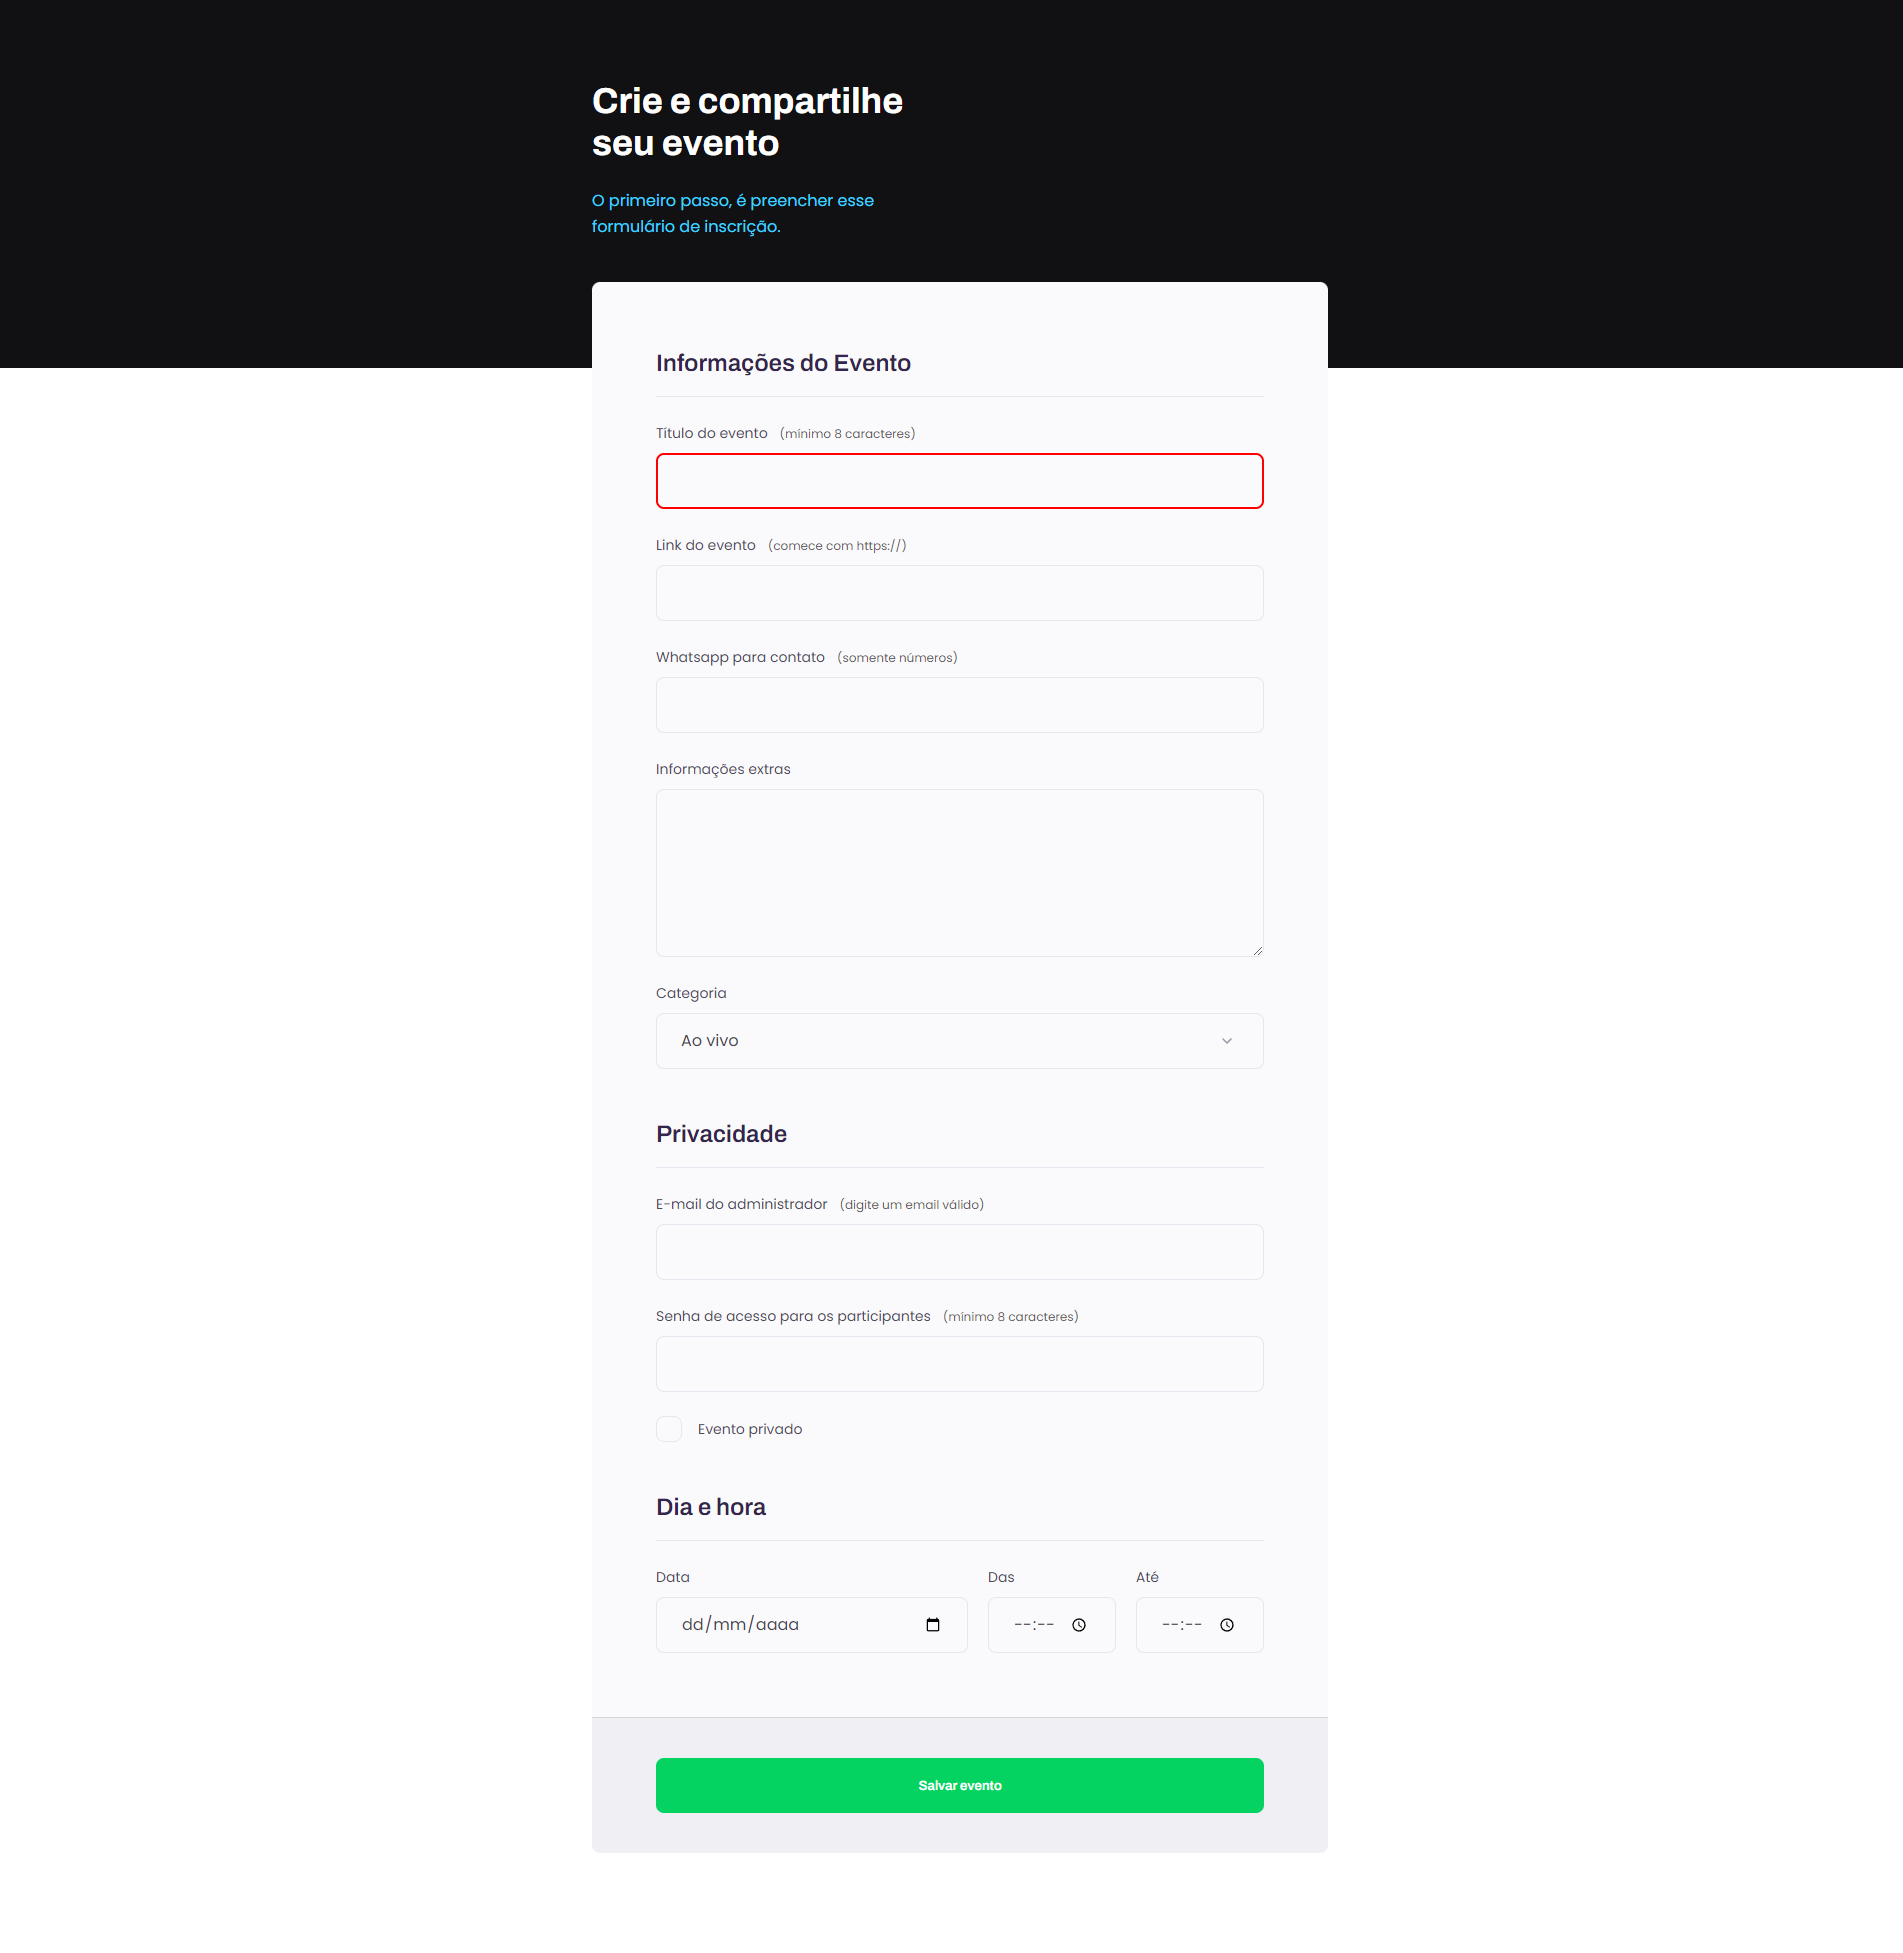 Crie e compartilhe
seu evento
O primeiro passo, é preencher esse
formulário de inscrição.
Informações do Evento
Título do evento (mínimo 8 caracteres)
Link do evento (comece com https://)
Whatsapp para contato (somente números)
Informações extras
Categoria
Ao vivo
Privacidade
E-mail do administrador (digite um email válido)
Senha de acesso para os participantes (mínimo 8 caracteres)
Evento privado
Dia e hora
Data Das Até
dd/mm/aaaa --:-- --:--
Salvar evento